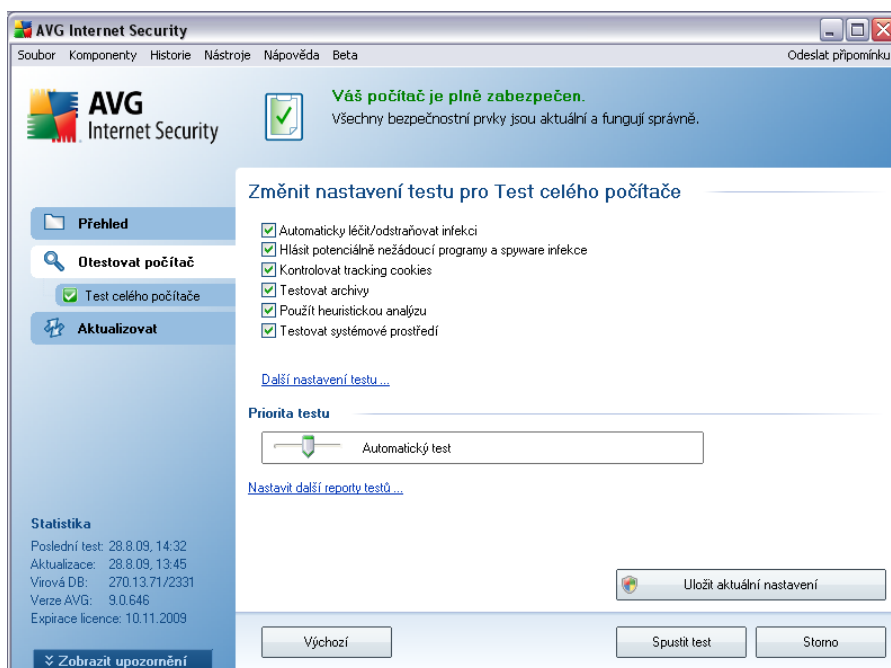 AVG Internet Security
Soubor Komponenty Historie Nástroje Nápověda Beta Odeslat připomínku
AVG
Internet Security
Váš počítač je plně zabezpečen.
Všechny bezpečnostní prvky jsou aktuální a fungují správně.
Přehled
Otestovat počítač
Test celého počítače
Aktualizovat
Změnit nastavení testu pro Test celého počítače
Automaticky léčit/odstraňovat infekci
Hlásit potenciálně nežádoucí programy a spyware infekce
Kontrolovat tracking cookies
Testovat archivy
Použít heuristickou analýzu
Testovat systémové prostředí
Další nastavení testu ...
Priorita testu
Automatický test
Nastavit další reporty testů ...
Statistika
Poslední test: 28.8.09, 14:32
Aktualizace: 28.8.09, 13:45
Virová DB: 270.13.71/2331
Verze AVG: 9.0.646
Expirace licence: 10.11.2009
Zobrazit upozornění
Uložit aktuální nastavení
Výchozí Spustit test Storno